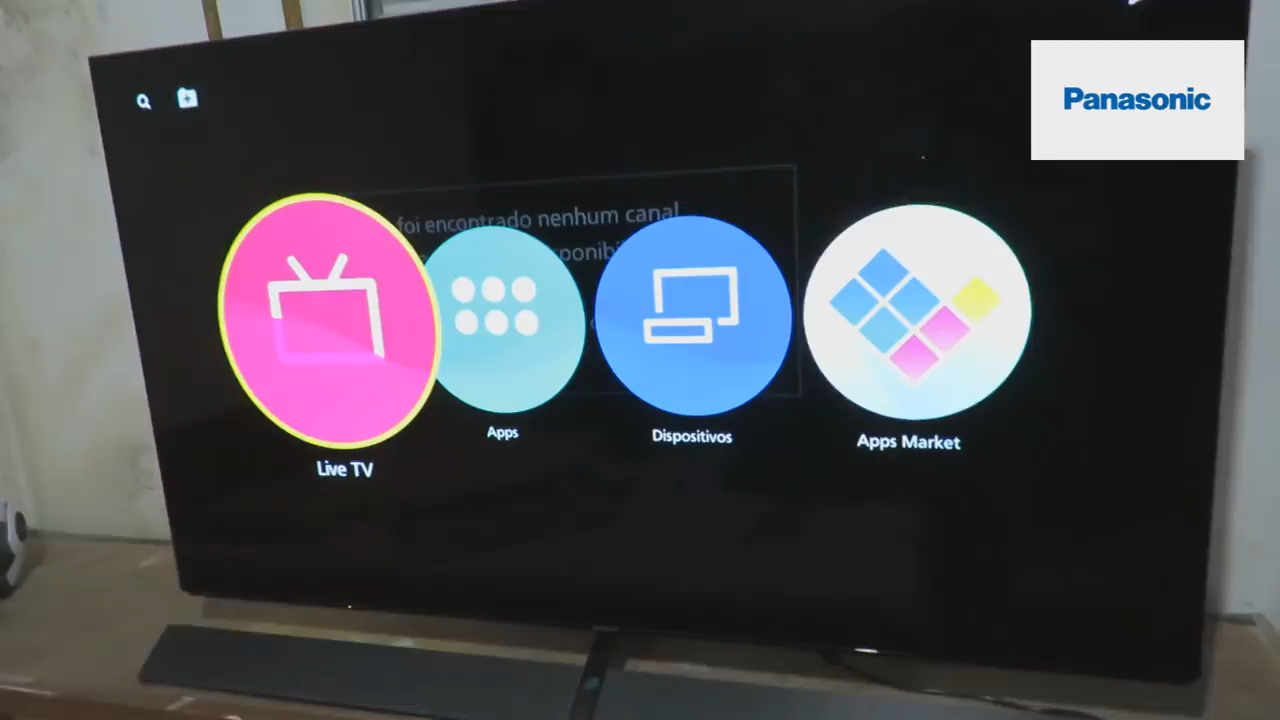 Panasonic
foi encontrado nenhum canal
Live TV
Apps
Dispositivos
Apps Market